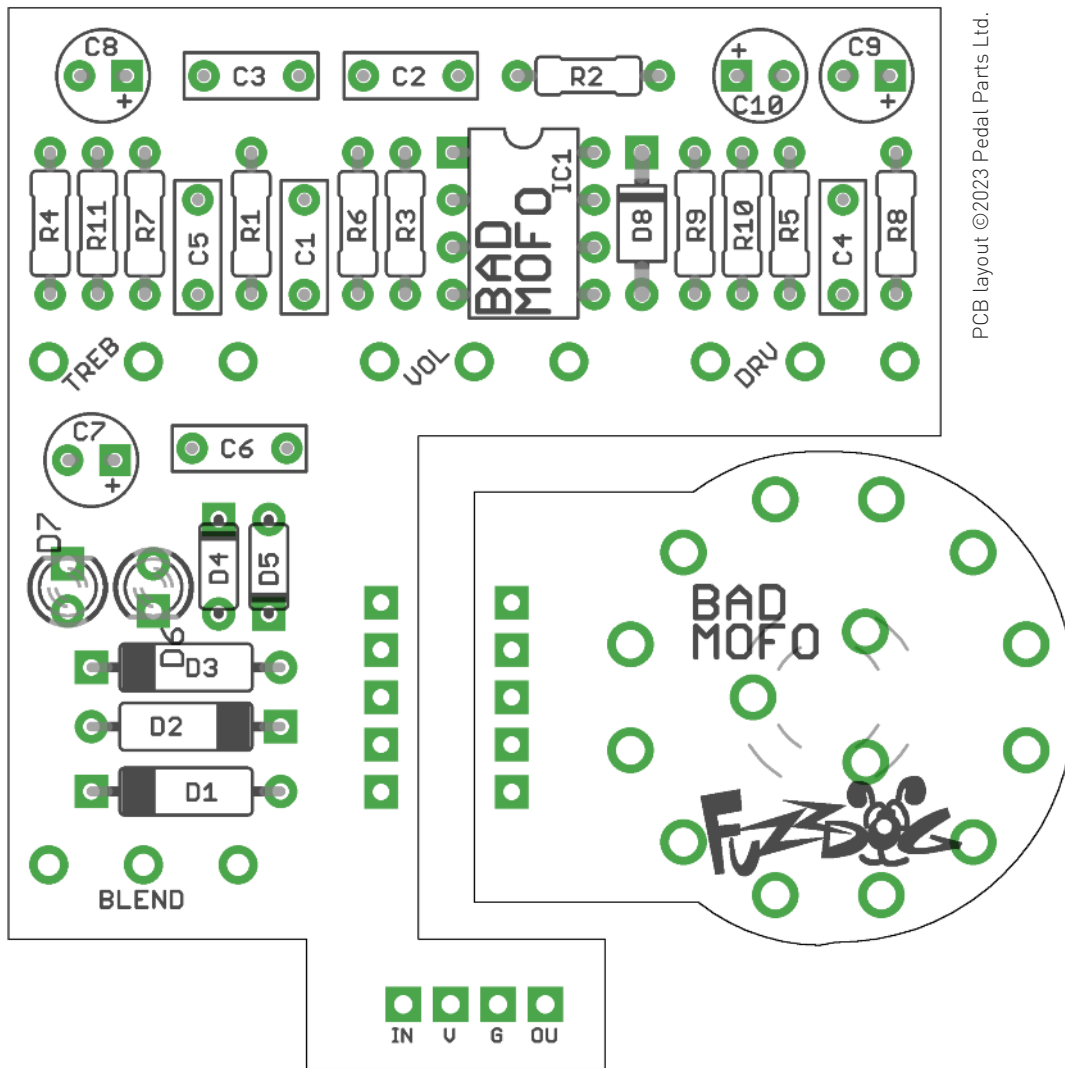 C8
C3
C2
R2
C10
C9
R4
R11
R7
C5
R1
C1
R6
R3
BAD
MOFO
IC1
D8
R9
R10
R5
C4
R8
PCB layout ©2023 Pedal Parts Ltd.
TREB
VOL
DRV
C7
C6
D7
D6
D4
D5
D3
D2
D1
BLEND
BAD
MOFO
FUZZDOG
IN V G OU